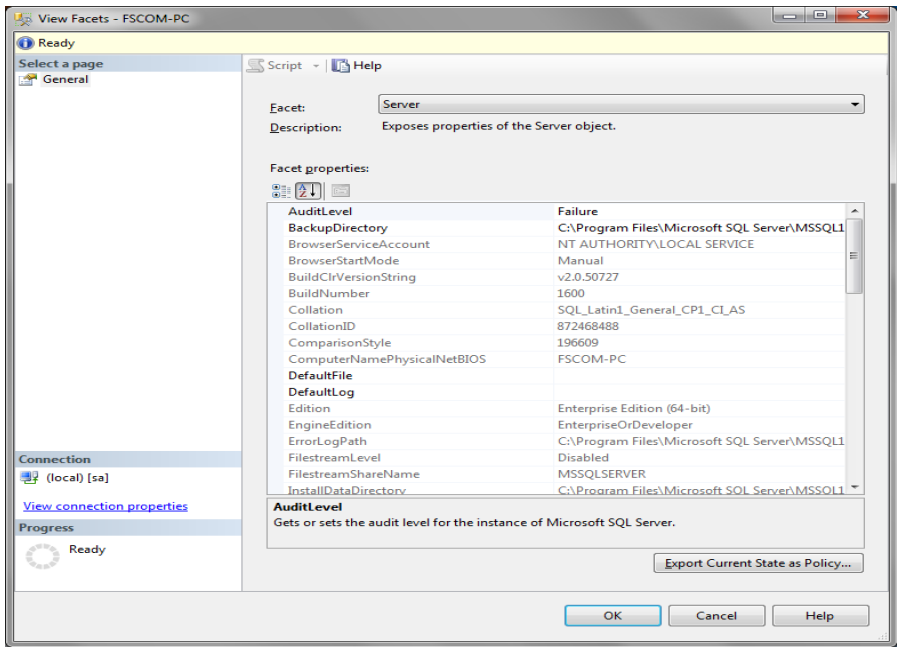 View Facets - FSCOM-PC
Ready
Select a page
General
Script
Help
Facet:
Server
Description:
Exposes properties of the Server object.
Facet properties:
AuditLevel Failure
BackupDirectory C:\Program Files\Microsoft SQL Server\MSSQL1
BrowserServiceAccount NT AUTHORITY\LOCAL SERVICE
BrowserStartMode Manual
BuildClrVersionString v2.0.50727
BuildNumber 1600
Collation SQL_Latin1_General_CP1_CI_AS
CollationID 872468488
ComparisonStyle 196609
ComputerNamePhysicalNetBIOS FSCOM-PC
DefaultFile
DefaultLog
Edition Enterprise Edition (64-bit)
EngineEdition EnterpriseOrDeveloper
ErrorLogPath C:\Program Files\Microsoft SQL Server\MSSQL1
FilestreamLevel Disabled
FilestreamShareName MSSQLSERVER
InstallDataDirectory C:\Program Files\Microsoft SQL Server\MSSQL1
AuditLevel
Gets or sets the audit level for the instance of Microsoft SQL Server.
Connection
(local) [sa]
View connection properties
Progress
Ready
Export Current State as Policy...
OK
Cancel
Help